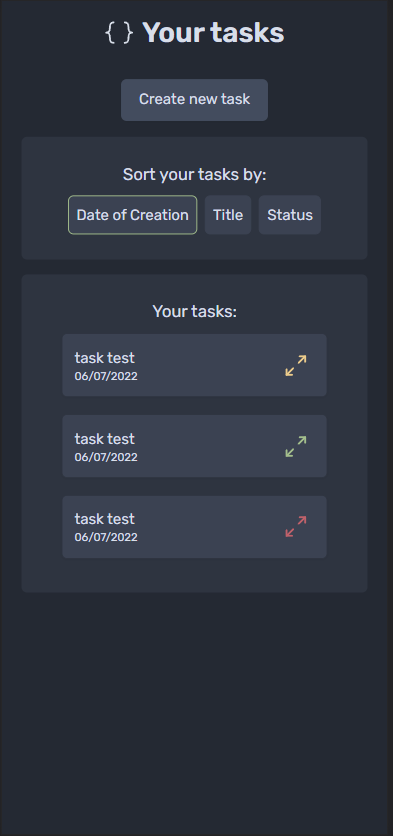 { } Your tasks
Create new task
Sort your tasks by:
Date of Creation Title Status
Your tasks:
task test
06/07/2022
task test
06/07/2022
task test
06/07/2022